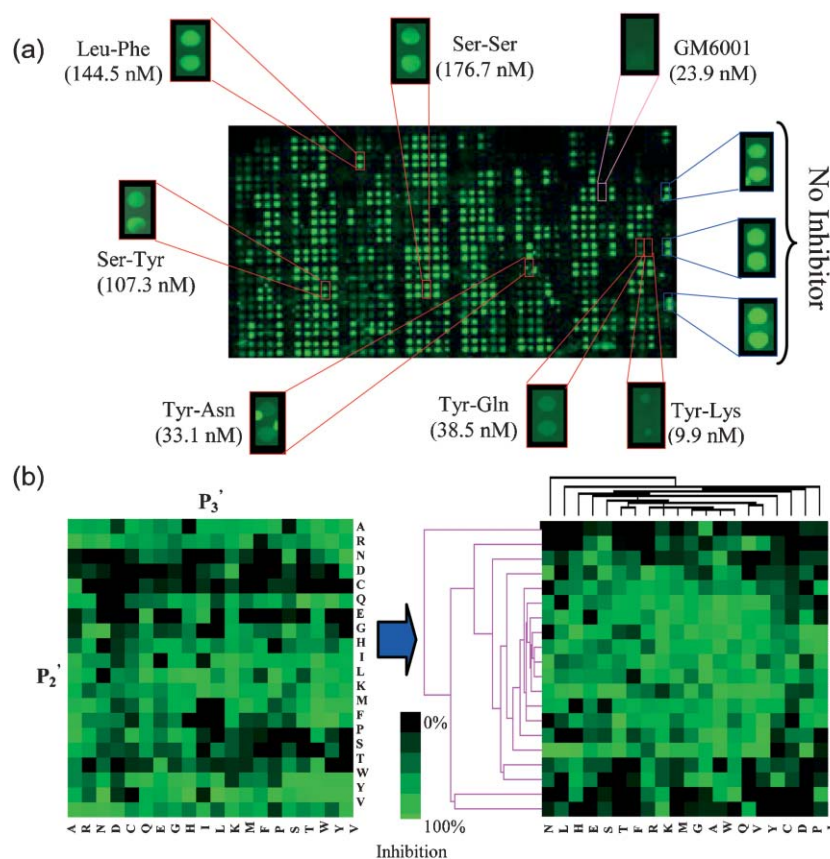 (a)
Leu-Phe
(144.5 nM)
Ser-Ser
(176.7 nM)
GM6001
(23.9 nM)
No Inhibitor
Ser-Tyr
(107.3 nM)
Tyr-Asn
(33.1 nM)
Tyr-Gln
(38.5 nM)
Tyr-Lys
(9.9 nM)
(b)
P3'
P2'
A
R
N
D
C
Q
E
G
H
I
L
K
M
F
P
S
T
W
Y
V
0%
100%
A R N D C Q E G H I L K M F P S T W Y V
Inhibition
N L H E S T F R K M G A W Q V Y C D P